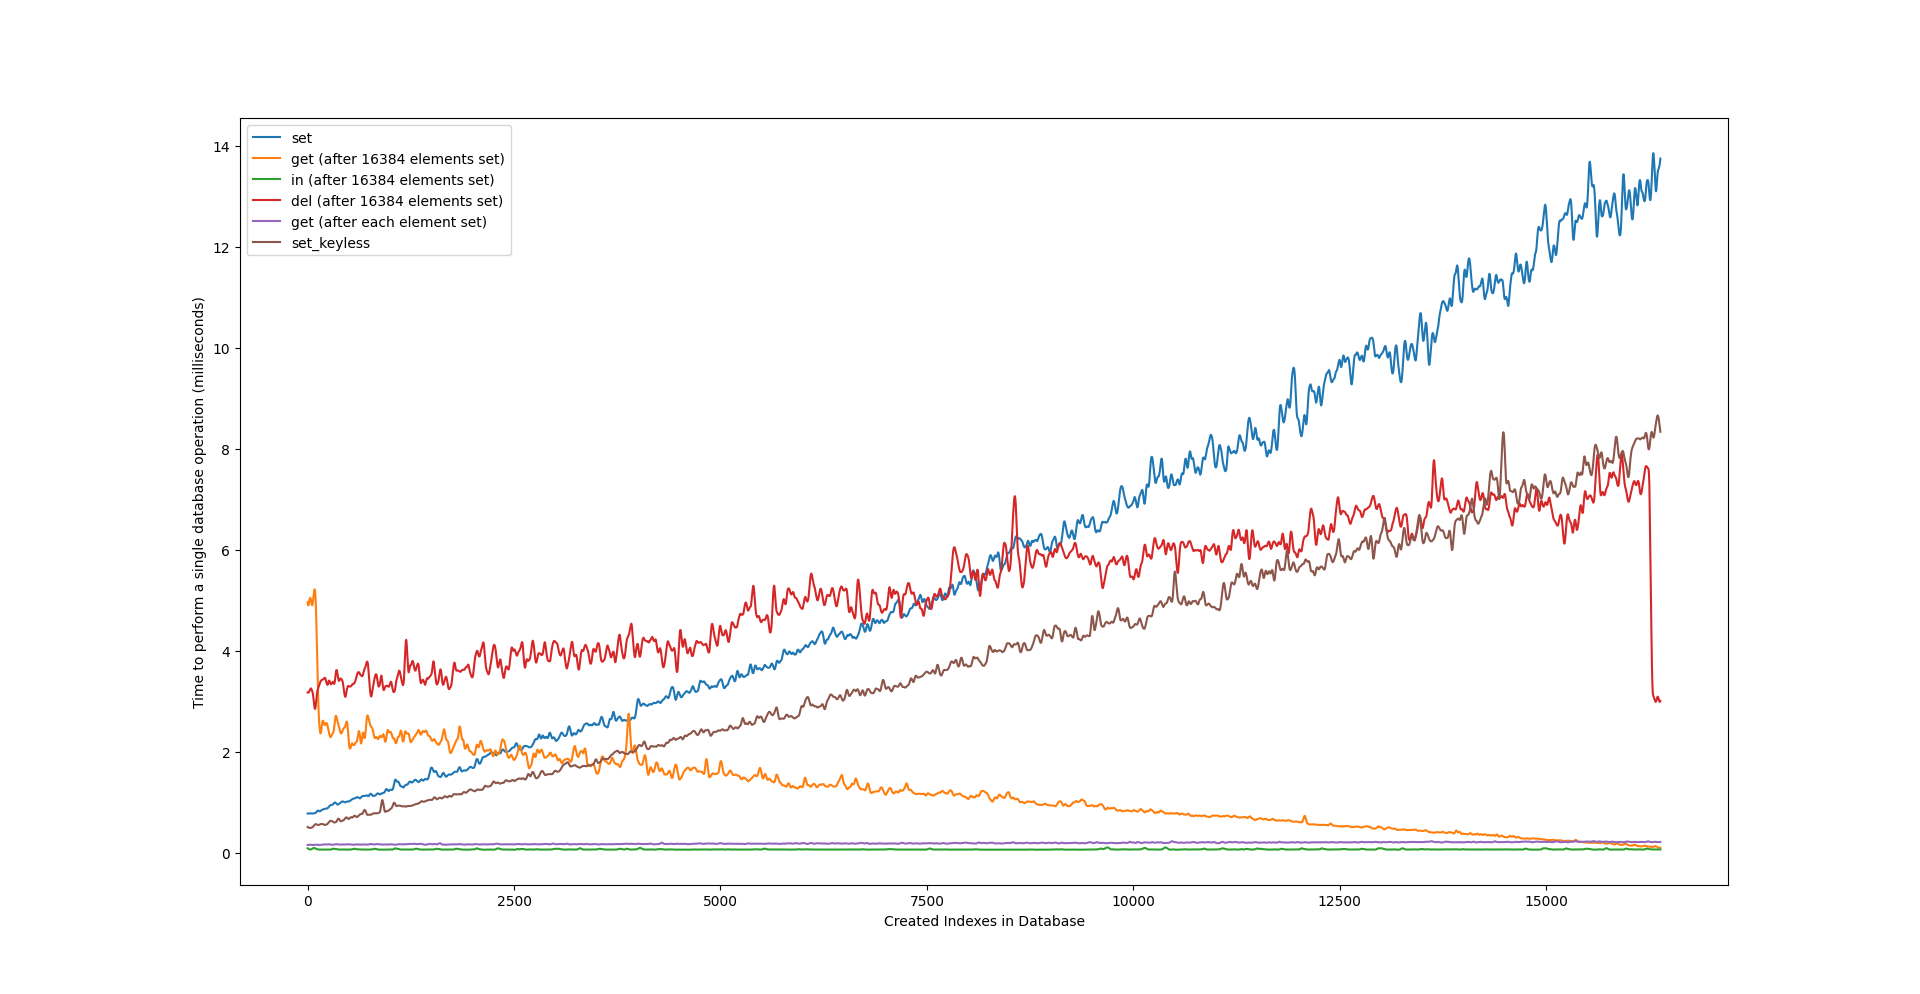 set
get (after 16384 elements set)
in (after 16384 elements set)
del (after 16384 elements set)
get (after each element set)
set_keyless
Time to perform a single database operation (milliseconds)
14
12
10
8
6
4
2
0
0 2500 5000 7500 10000 12500 15000
Created Indexes in Database